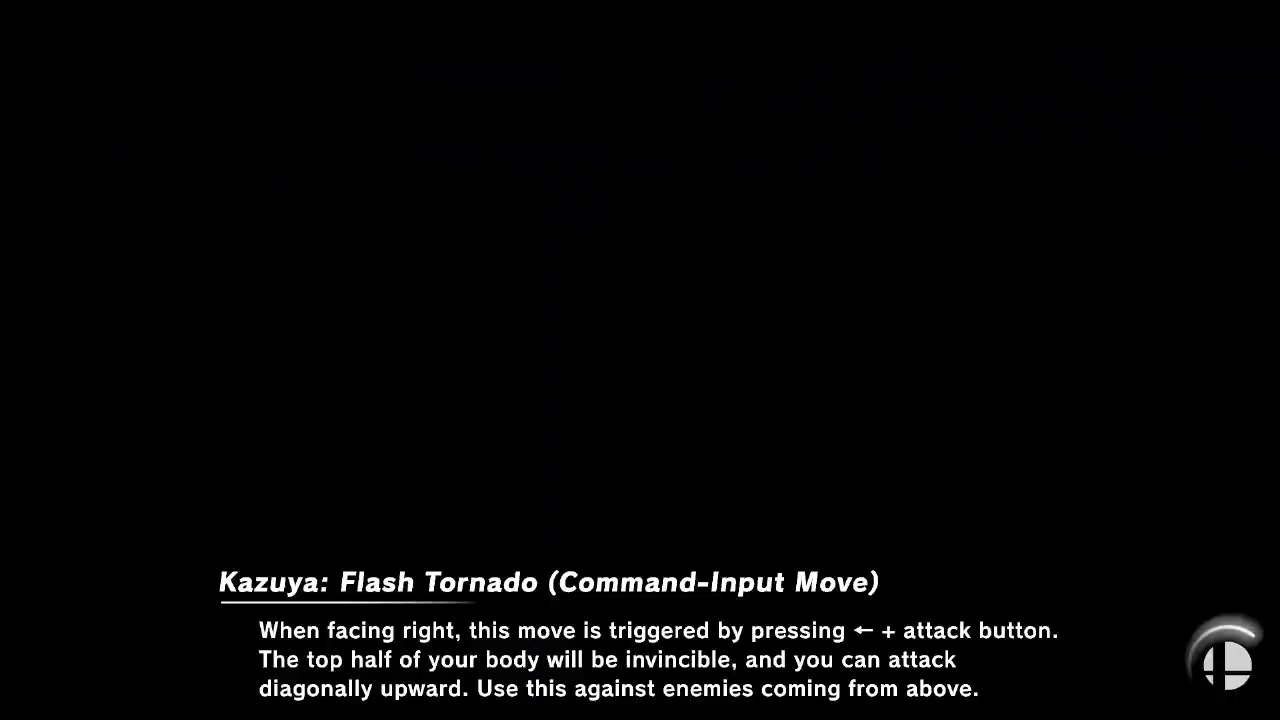 Kazuya: Flash Tornado (Command-Input Move)
When facing right, this move is triggered by pressing ← + attack button.
The top half of your body will be invincible, and you can attack
diagonally upward. Use this against enemies coming from above.